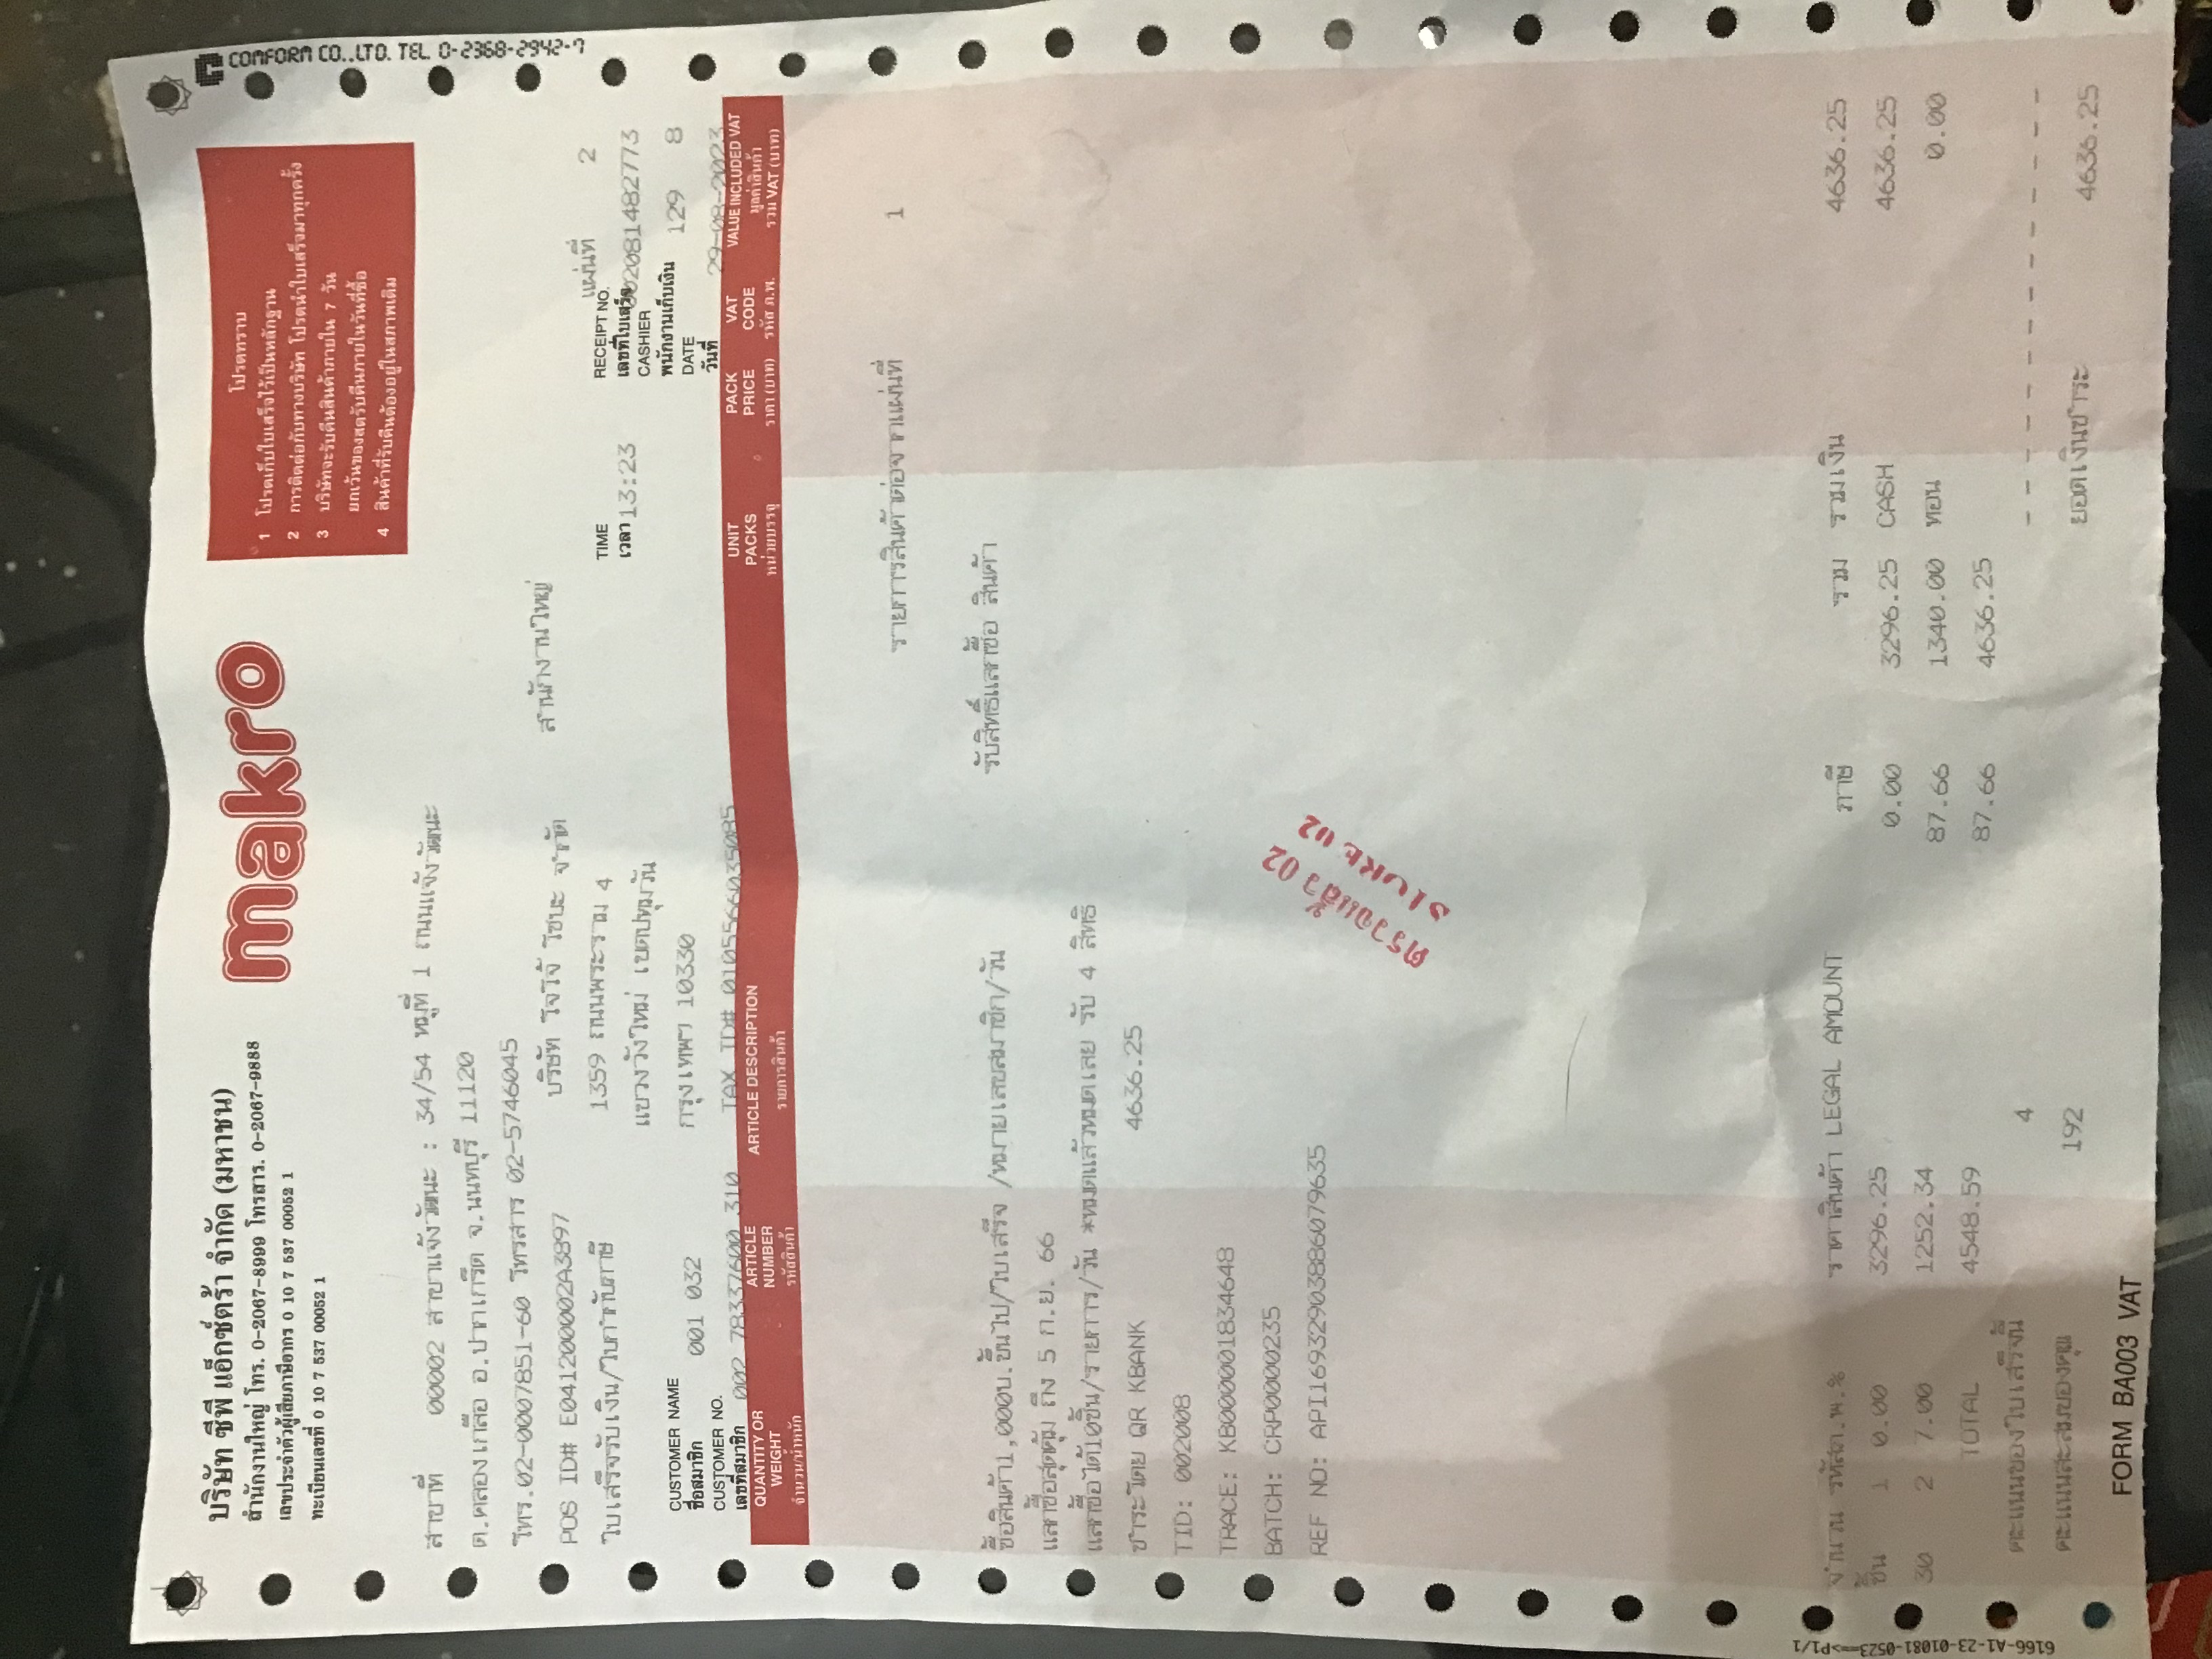 บริษัท ซีพี แอ็กซ์ตร้า จำกัด (มหาชน)
สำนักงานใหญ่ โทร. 0-2067-8999 โทรสาร. 0-2067-9888
เลขประจำตัวผู้เสียภาษีอากร 0 10 7 537 00052 1
ทะเบียนเลขที่ 0 10 7 537 00052 1
makro
โปรดทราบ
1 โปรดเก็บใบเสร็จไว้เป็นหลักฐาน
2 การติดต่อกับทางบริษัท โปรดนำใบเสร็จมาทุกครั้ง
3 บริษัทจะรับคืนสินค้าภายใน 7 วัน
ยกเว้นของสดรับคืนภายในวันที่ซื้อ
4 สินค้าที่รับคืนต้องอยู่ในสภาพเดิม
COMFORM CO.,LTD. TEL 0-2368-2942-7
สาขาที่ 00002 สาขาแจ้งวัฒนะ : 34/54 หมู่ที่ 1 ถนนแจ้งวัฒนะ
ต.คลองเกลือ อ.ปากเกร็ด จ.นนทบุรี 11120
โทร.02-0007851-60 โทรสาร 02-5746045
POS ID# E041200002A3897
บริษัท โจโจ้ โซบะ จำกัด สำนักงานใหญ่
ใบเสร็จรับเงิน/ใบกำกับภาษี
1359 ถนนพระราม 4
แขวงวังใหม่ เขตปทุมวัน
กรุงเทพฯ 10330
TAX ID# 0105566035085
แผ่นที่ 2
TIME
เวลา 13:23
RECEIPT NO.
เลขที่ใบเสร็จ 002081482773
CASHIER
พนักงานเก็บเงิน 129 8
DATE
วันที่ 29-08-2023
CUSTOMER NAME
ชื่อสมาชิก 001 032
CUSTOMER NO.
เลขที่สมาชิก 002 78337600 310
QUANTITY OR WEIGHT จำนวน/น้ำหนัก
ARTICLE NUMBER รหัสสินค้า
ARTICLE DESCRIPTION รายการสินค้า
UNIT PACKS หน่วยบรรจุ
PACK PRICE ราคา (บาท)
VAT CODE รหัส ภ.พ.
VALUE INCLUDED VAT มูลค่าสินค้า รวม VAT (บาท)
รายการสินค้าต่อจากแผ่นที่ 1
ซื้อสินค้า1,000บ.ขึ้นไป/ใบเสร็จ /หมายเลขสมาชิก/วัน รับสิทธิ์แลกซื้อ สินค้า
แลกซื้อสุดคุ้ม ถึง 5 ก.ย. 66
แลกซื้อได้10ชิ้น/รายการ/วัน *หมดแล้วหมดเลย รับ 4 สิทธิ
ชำระโดย QR KBANK 4636.25
TID: 002008
TRACE: KB000001834648
BATCH: CRP0000235
REF NO: API16932903886079635
ตรวจแล้ว 02
STORE 02
จำนวน รหัสภ.พ.% ราคาสินค้า LEGAL AMOUNT ภาษี รวม รวมเงิน 4636.25
ชิ้น 1 0.00 3296.25 0.00 3296.25 CASH 4636.25
30 2 7.00 1252.34 87.66 1340.00 ทอน 0.00
TOTAL 4548.59 87.66 4636.25
คะแนนของใบเสร็จนี้ 4
คะแนนสะสมของคุณ 192
ยอดเงินชำระ 4636.25
FORM BA003 VAT
6166-A1-23-01081-0523==>P1/1